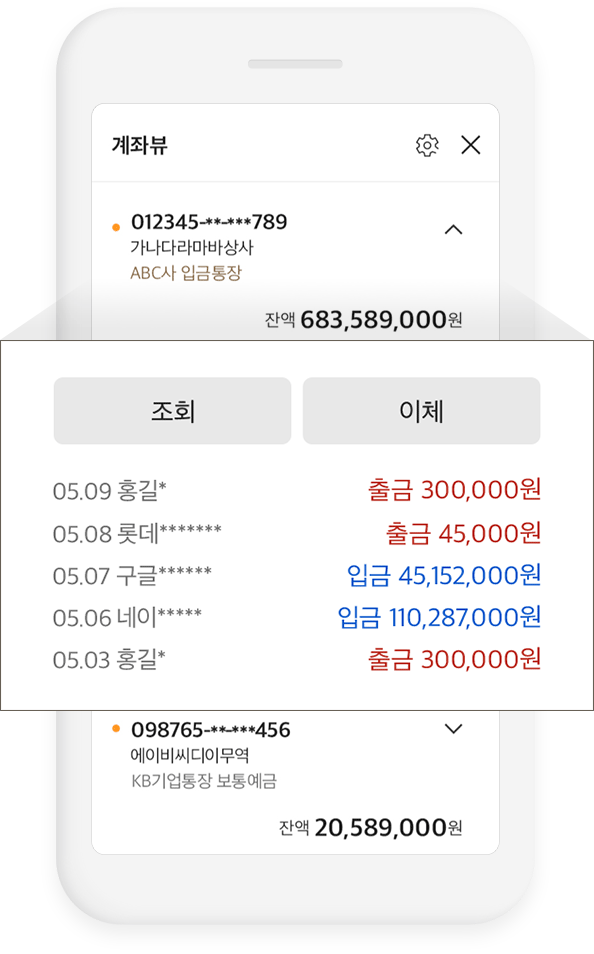 계좌뷰
012345-**-***789
가나다라마바상사
ABC사 입금통장
잔액 683,589,000원
조회 이체
05.09 홍길* 출금 300,000원
05.08 롯데******* 출금 45,000원
05.07 구글****** 입금 45,152,000원
05.06 네이***** 입금 110,287,000원
05.03 홍길* 출금 300,000원
098765-**-***456
에이비씨디이무역
KB기업통장 보통예금
잔액 20,589,000원